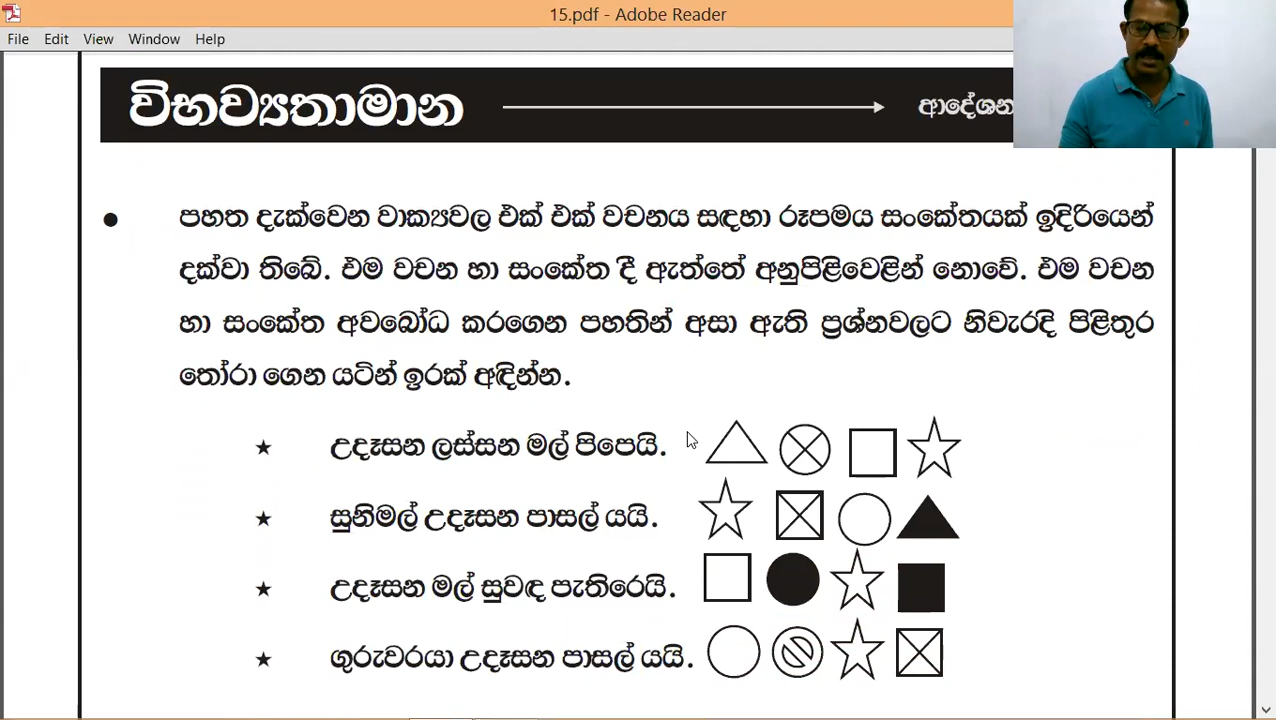 15.pdf - Adobe Reader
File Edit View Window Help
විභව්‍යතාමාන
පහත දැක්වෙන වාක්‍යවල එක් එක් වචනය සඳහා රූපමය සංකේතයක් ඉදිරියෙන්
දක්වා තිබේ. එම වචන හා සංකේත දී ඇත්තේ අනුපිළිවෙළින් නොවේ. එම වචන
හා සංකේත අවබෝධ කරගෙන පහතින් අසා ඇති ප්‍රශ්නවලට නිවැරදි පිළිතුර
තෝරා ගෙන යටින් ඉරක් අඳින්න.
උදෑසන ලස්සන මල් පිපෙයි.
සුනිමල් උදෑසන පාසල් යයි.
උදෑසන මල් සුවඳ පැතිරෙයි.
ගුරුවරයා උදෑසන පාසල් යයි.